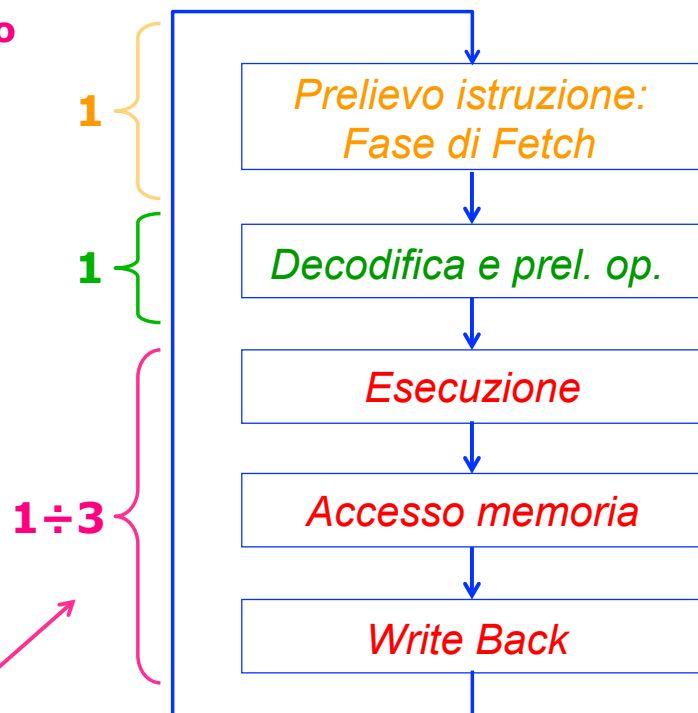 o
1
Prelievo istruzione:
Fase di Fetch
1
Decodifica e prel. op.
Esecuzione
1÷3
Accesso memoria
Write Back